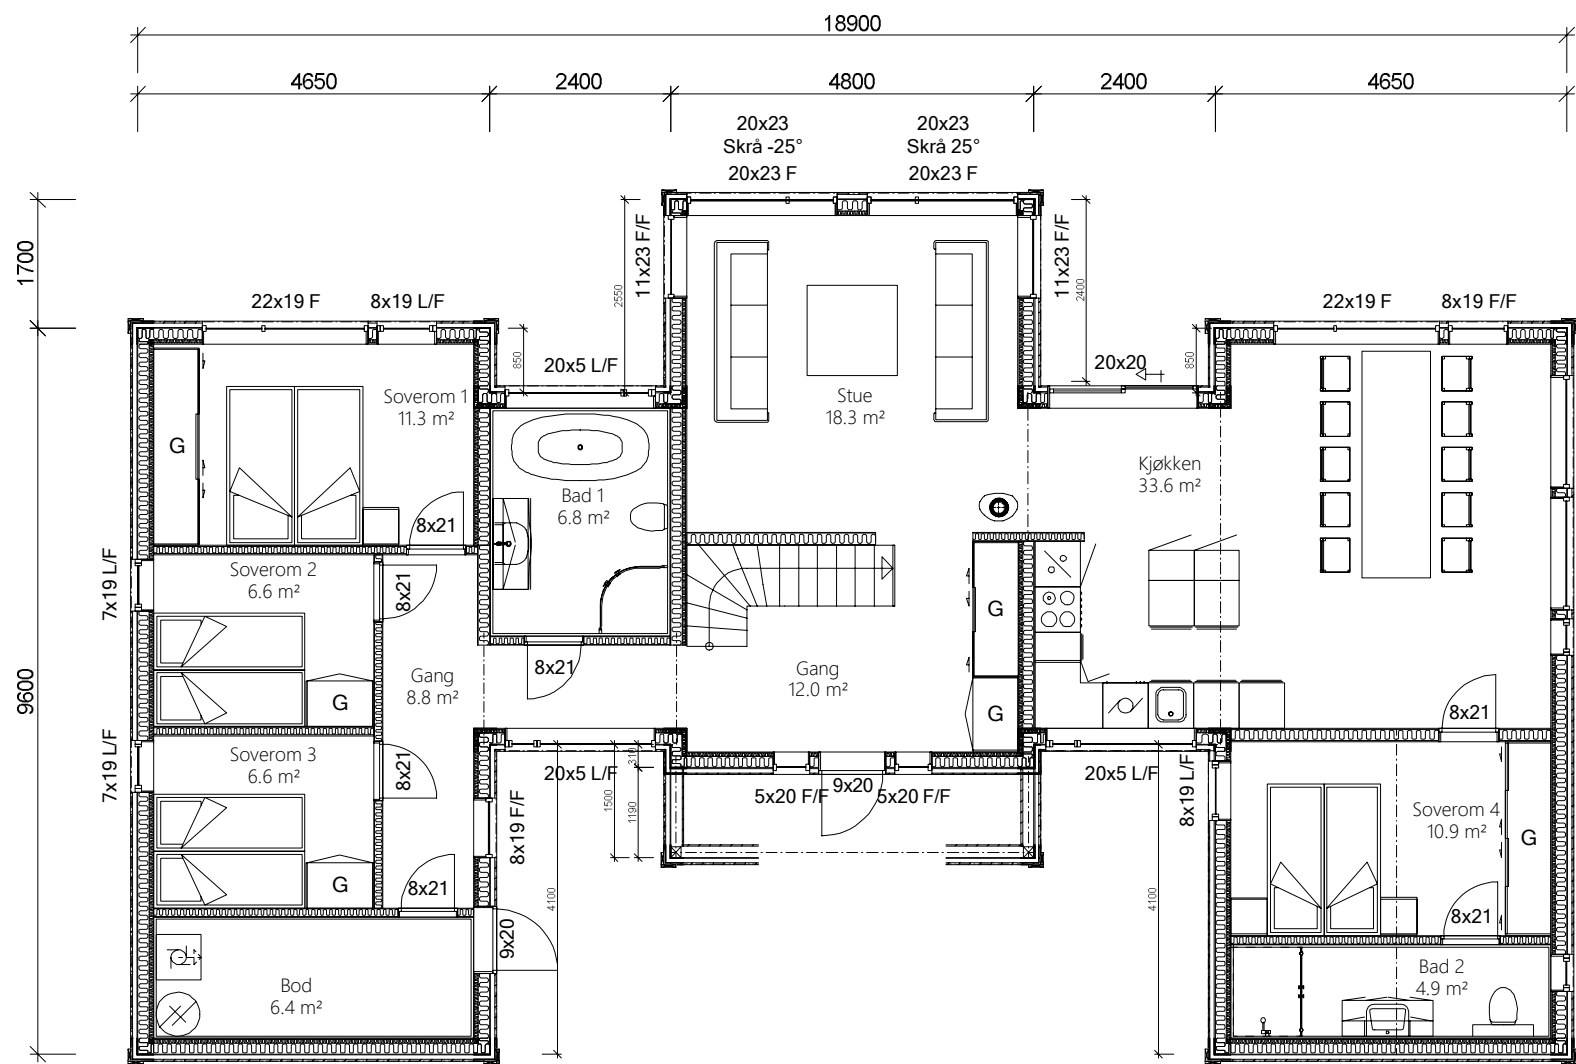 18900
4650
2400
4800
2400
4650
20x23
Skrå -25°
20x23 F
20x23
Skrå 25°
20x23 F
1700
9600
22x19 F
8x19 L/F
850
20x5 L/F
2550
11x23 F/F
11x23 F/F
2400
20x20
850
22x19 F
8x19 F/F
Soverom 1
11.3 m²
G
8x21
Stue
18.3 m²
Bad 1
6.8 m²
Kjøkken
33.6 m²
7x19 L/F
Soverom 2
6.6 m²
8x21
G
Gang
8.8 m²
8x21
Gang
12.0 m²
G
G
8x21
7x19 L/F
Soverom 3
6.6 m²
8x21
G
8x21
8x19 F/F
20x5 L/F
310
1500
1190
5x20 F/F
9x20
5x20 F/F
20x5 L/F
8x19 L/F
4100
4100
Soverom 4
10.9 m²
G
8x21
9x20
Bod
6.4 m²
Bad 2
4.9 m²